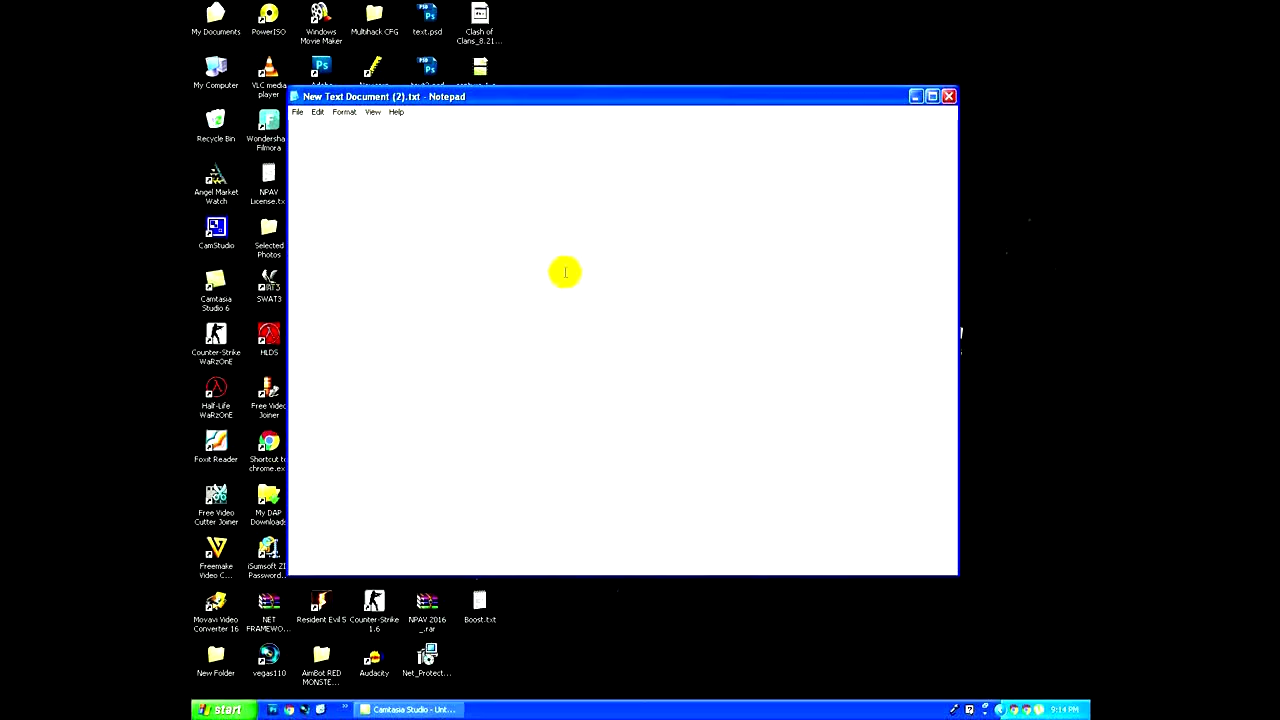 My Documents
PowerISO
Windows
Movie Maker
Multihack CFG
text.psd
Clash of
Clans_8.21...
My Computer
VLC media
player
New Text Document (2).txt - Notepad
File Edit Format View Help
Recycle Bin
Wondersha
Filmora
Angel Market
Watch
NPAV
License.tx
CamStudio
Selected
Photos
Camtasia
Studio 6
SWAT3
Counter-Strike
WaRzOnE
HLDS
Half-Life
WaRzOnE
Free Video
Joiner
Foxit Reader
Shortcut to
chrome.ex
Free Video
Cutter Joiner
My DAP
Downloads
Freemake
Video C...
iSumsoft ZI
Password...
Movavi Video
Converter 16
NET
FRAMEWO...
Resident Evil 5
Counter-Strike
1.6
NPAV 2016
_.rar
Boost.txt
New Folder
vegas110
AimBot RED
MONSTE...
Audacity
Net_Protect...
start
Camtasia Studio - Unt...
9:14 PM